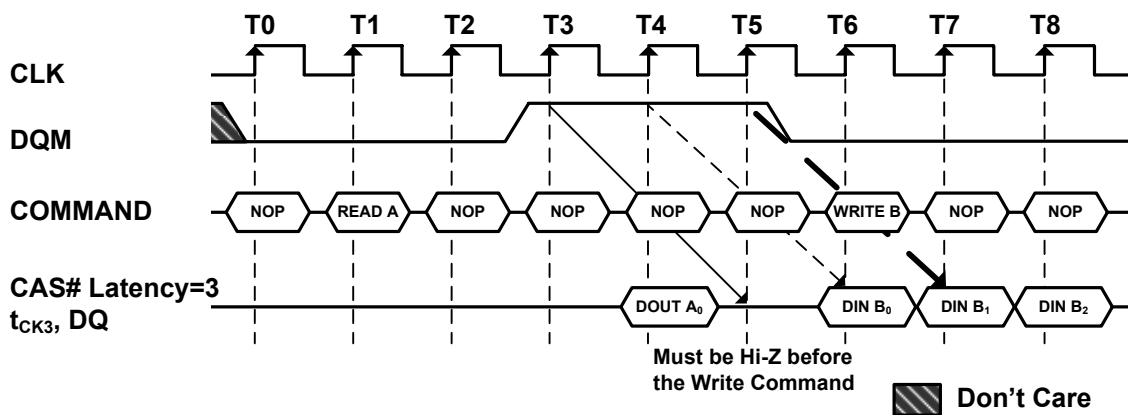 T0 T1 T2 T3 T4 T5 T6 T7 T8
CLK
DQM
COMMAND NOP READ A NOP NOP NOP NOP WRITE B NOP NOP
CAS# Latency=3
tCK3, DQ DOUT A0 DIN B0 DIN B1 DIN B2
Must be Hi-Z before
the Write Command
Don't Care